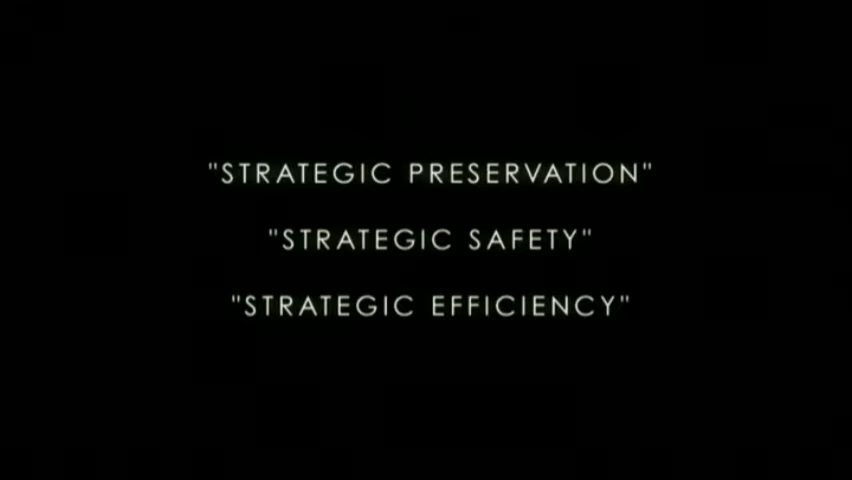 "STRATEGIC PRESERVATION"
"STRATEGIC SAFETY"
"STRATEGIC EFFICIENCY"